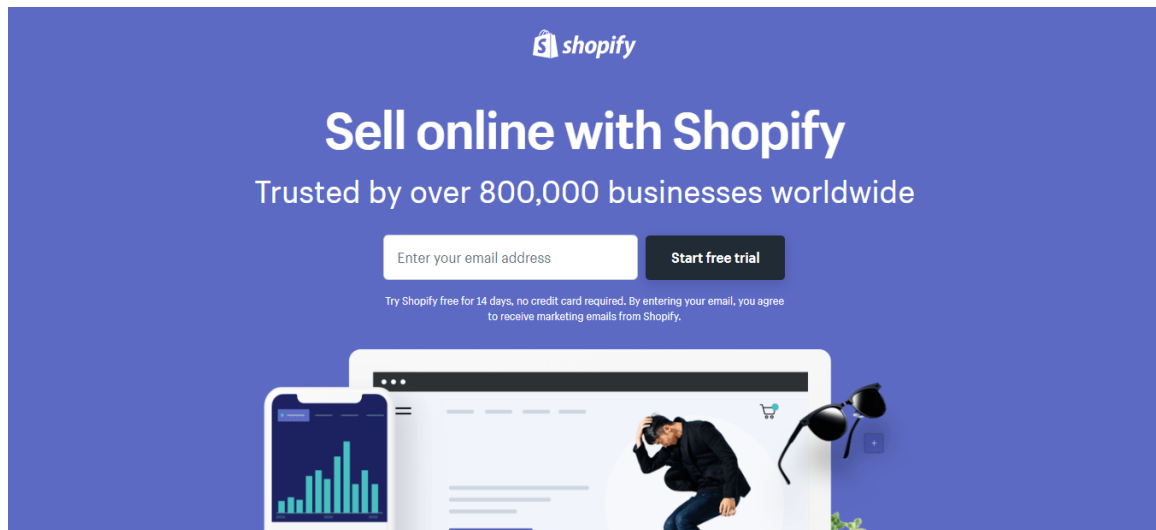 shopify
Sell online with Shopify
Trusted by over 800,000 businesses worldwide
Enter your email address
Start free trial
Try Shopify free for 14 days, no credit card required. By entering your email, you agree
to receive marketing emails from Shopify.